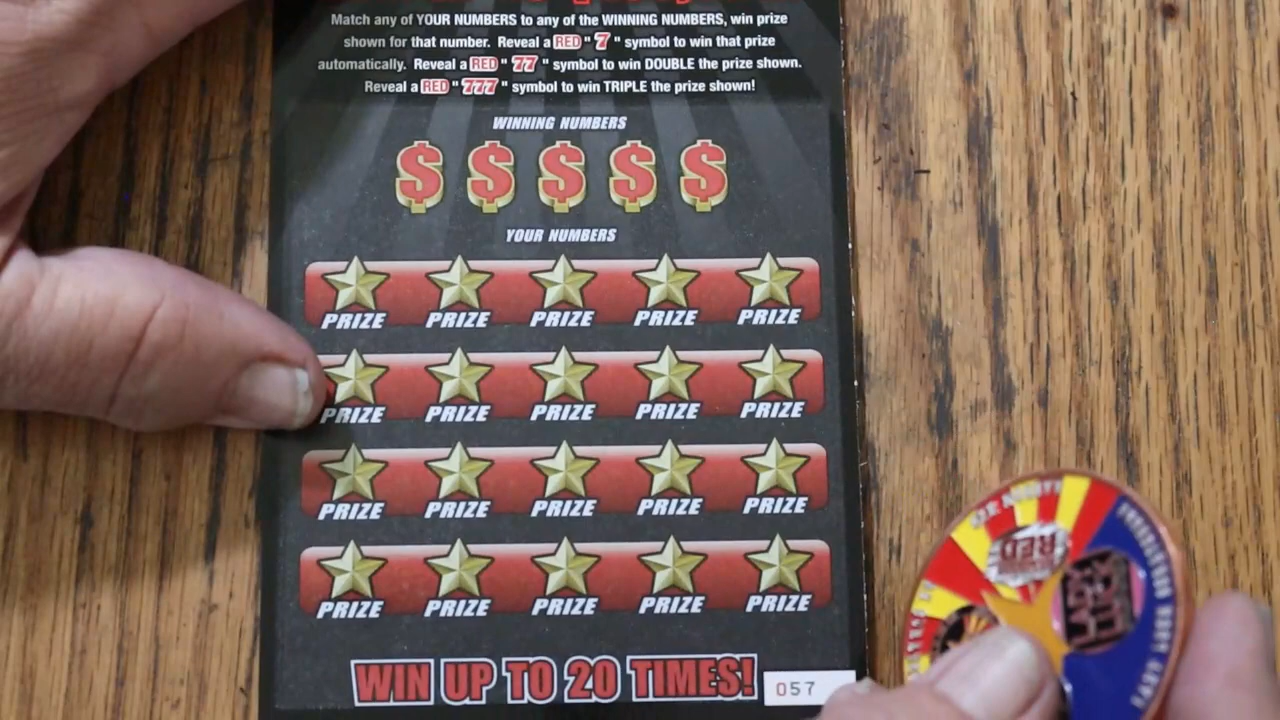 Match any of YOUR NUMBERS to any of the WINNING NUMBERS, win prize
shown for that number. Reveal a RED "7" symbol to win that prize
automatically. Reveal a RED "77" symbol to win DOUBLE the prize shown.
Reveal a RED "777" symbol to win TRIPLE the prize shown!
WINNING NUMBERS
$ $ $ $ $
YOUR NUMBERS
PRIZE PRIZE PRIZE PRIZE PRIZE
PRIZE PRIZE PRIZE PRIZE PRIZE
PRIZE PRIZE PRIZE PRIZE PRIZE
PRIZE PRIZE PRIZE PRIZE PRIZE
WIN UP TO 20 TIMES!
057
RED